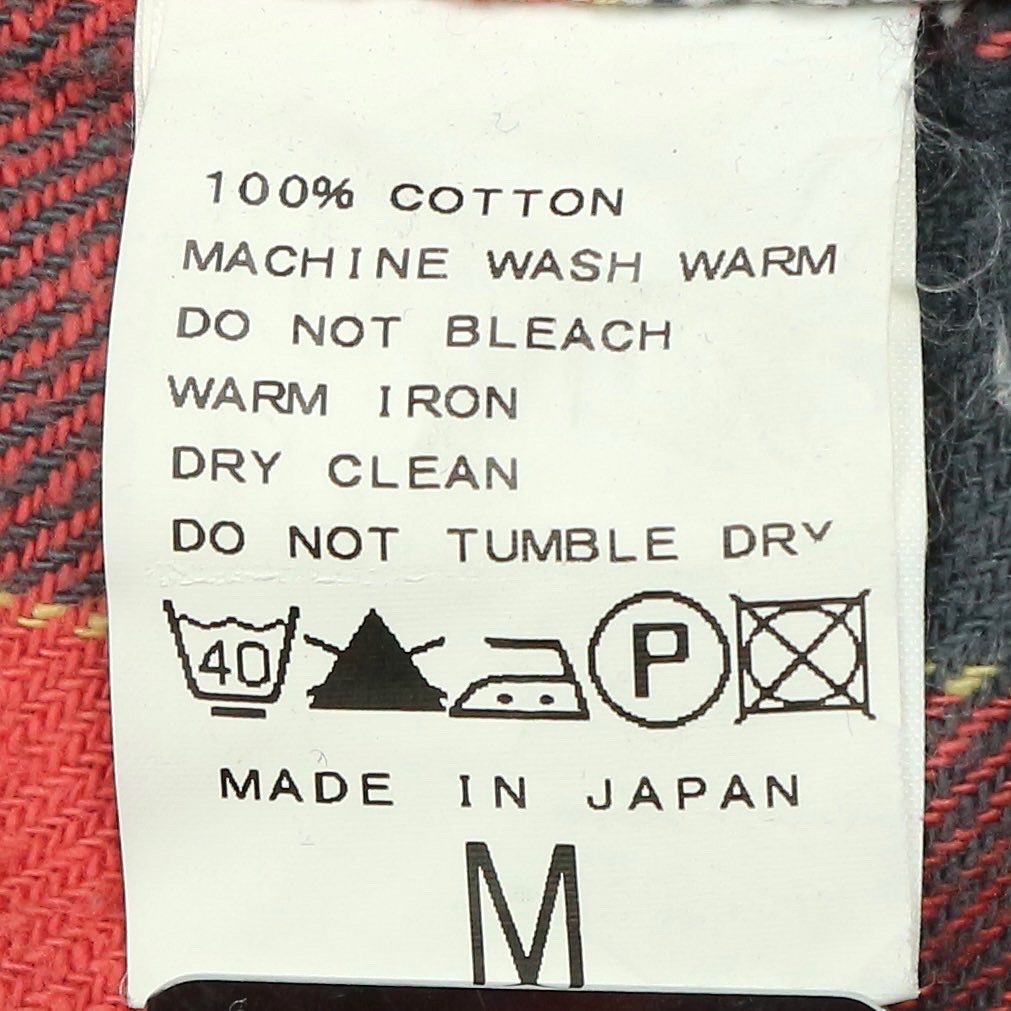 100% COTTON
MACHINE WASH WARM
DO NOT BLEACH
WARM IRON
DRY CLEAN
DO NOT TUMBLE DRY
40 P
MADE IN JAPAN
M